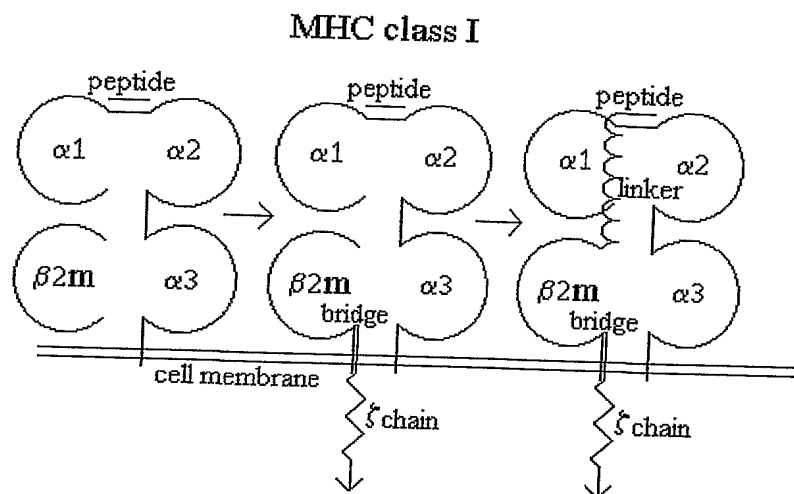 MHC class I
peptide
α1
α2
β2m
α3
peptide
α1
α2
β2m
α3
bridge
peptide
α1
α2
linker
β2m
α3
bridge
cell membrane
ζ chain
ζ chain